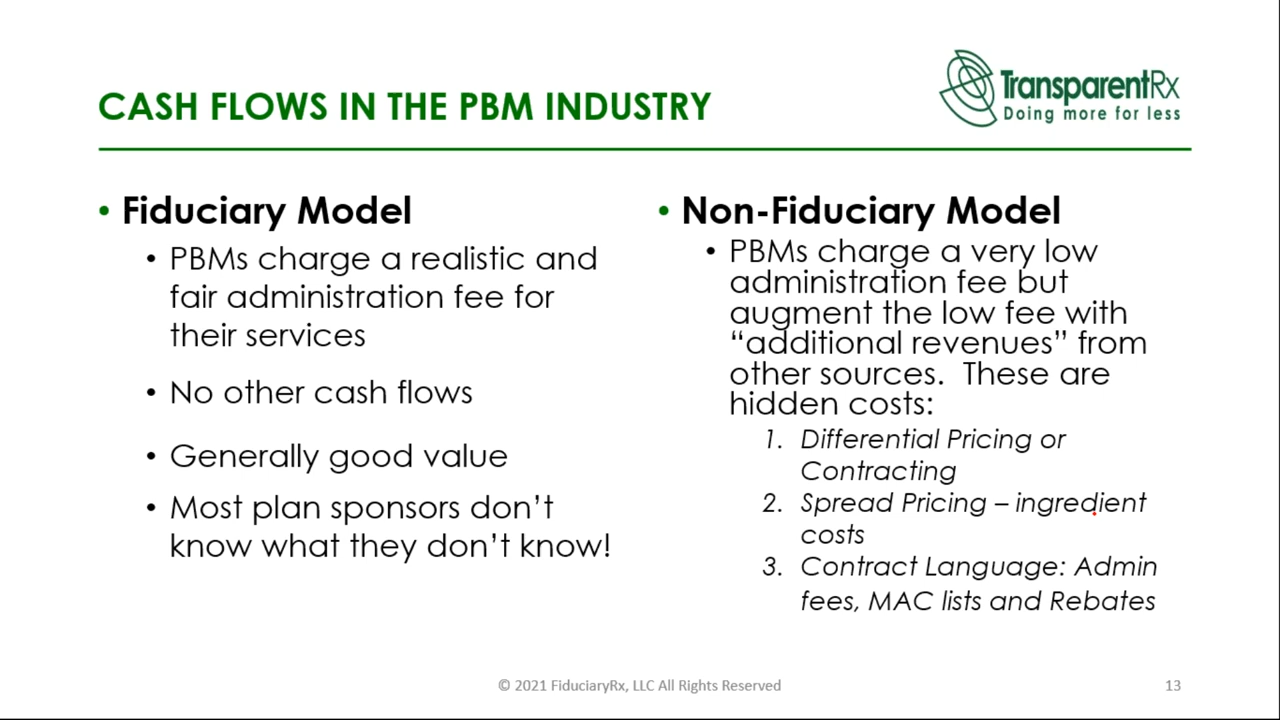 CASH FLOWS IN THE PBM INDUSTRY
TransparentRx
Doing more for less
• Fiduciary Model
• PBMs charge a realistic and
fair administration fee for
their services
• No other cash flows
• Generally good value
• Most plan sponsors don’t
know what they don’t know!
• Non-Fiduciary Model
• PBMs charge a very low
administration fee but
augment the low fee with
“additional revenues” from
other sources.  These are
hidden costs:
1. Differential Pricing or
Contracting
2. Spread Pricing – ingredient
costs
3. Contract Language: Admin
fees, MAC lists and Rebates
© 2021 FiduciaryRx, LLC All Rights Reserved
13